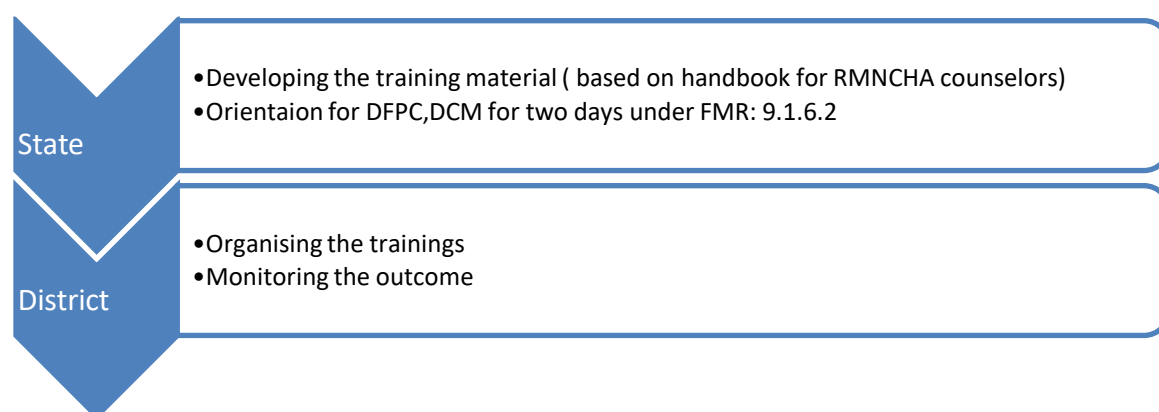 State
•Developing the training material ( based on handbook for RMNCHA counselors)
•Orientaion for DFPC,DCM for two days under FMR: 9.1.6.2
District
•Organising the trainings
•Monitoring the outcome